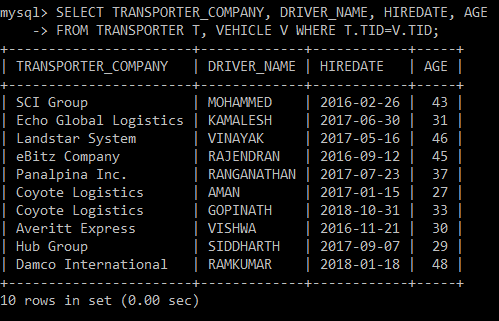 mysql> SELECT TRANSPORTER_COMPANY, DRIVER_NAME, HIREDATE, AGE
    -> FROM TRANSPORTER T, VEHICLE V WHERE T.TID=V.TID;
+---------------------+-------------+------------+-----+
| TRANSPORTER_COMPANY | DRIVER_NAME | HIREDATE   | AGE |
+---------------------+-------------+------------+-----+
| SCI Group           | MOHAMMED    | 2016-02-26 |  43 |
| Echo Global Logistics | KAMALESH    | 2017-06-30 |  31 |
| Landstar System     | VINAYAK     | 2017-05-16 |  46 |
| eBitz Company       | RAJENDRAN   | 2016-09-12 |  45 |
| Panalpina Inc.      | RANGANATHAN | 2017-07-23 |  37 |
| Coyote Logistics    | AMAN        | 2017-01-15 |  27 |
| Coyote Logistics    | GOPINATH    | 2018-10-31 |  33 |
| Averitt Express     | VISHWA      | 2016-11-21 |  30 |
| Hub Group           | SIDDHARTH   | 2017-09-07 |  29 |
| Damco International | RAMKUMAR    | 2018-01-18 |  48 |
+---------------------+-------------+------------+-----+
10 rows in set (0.00 sec)